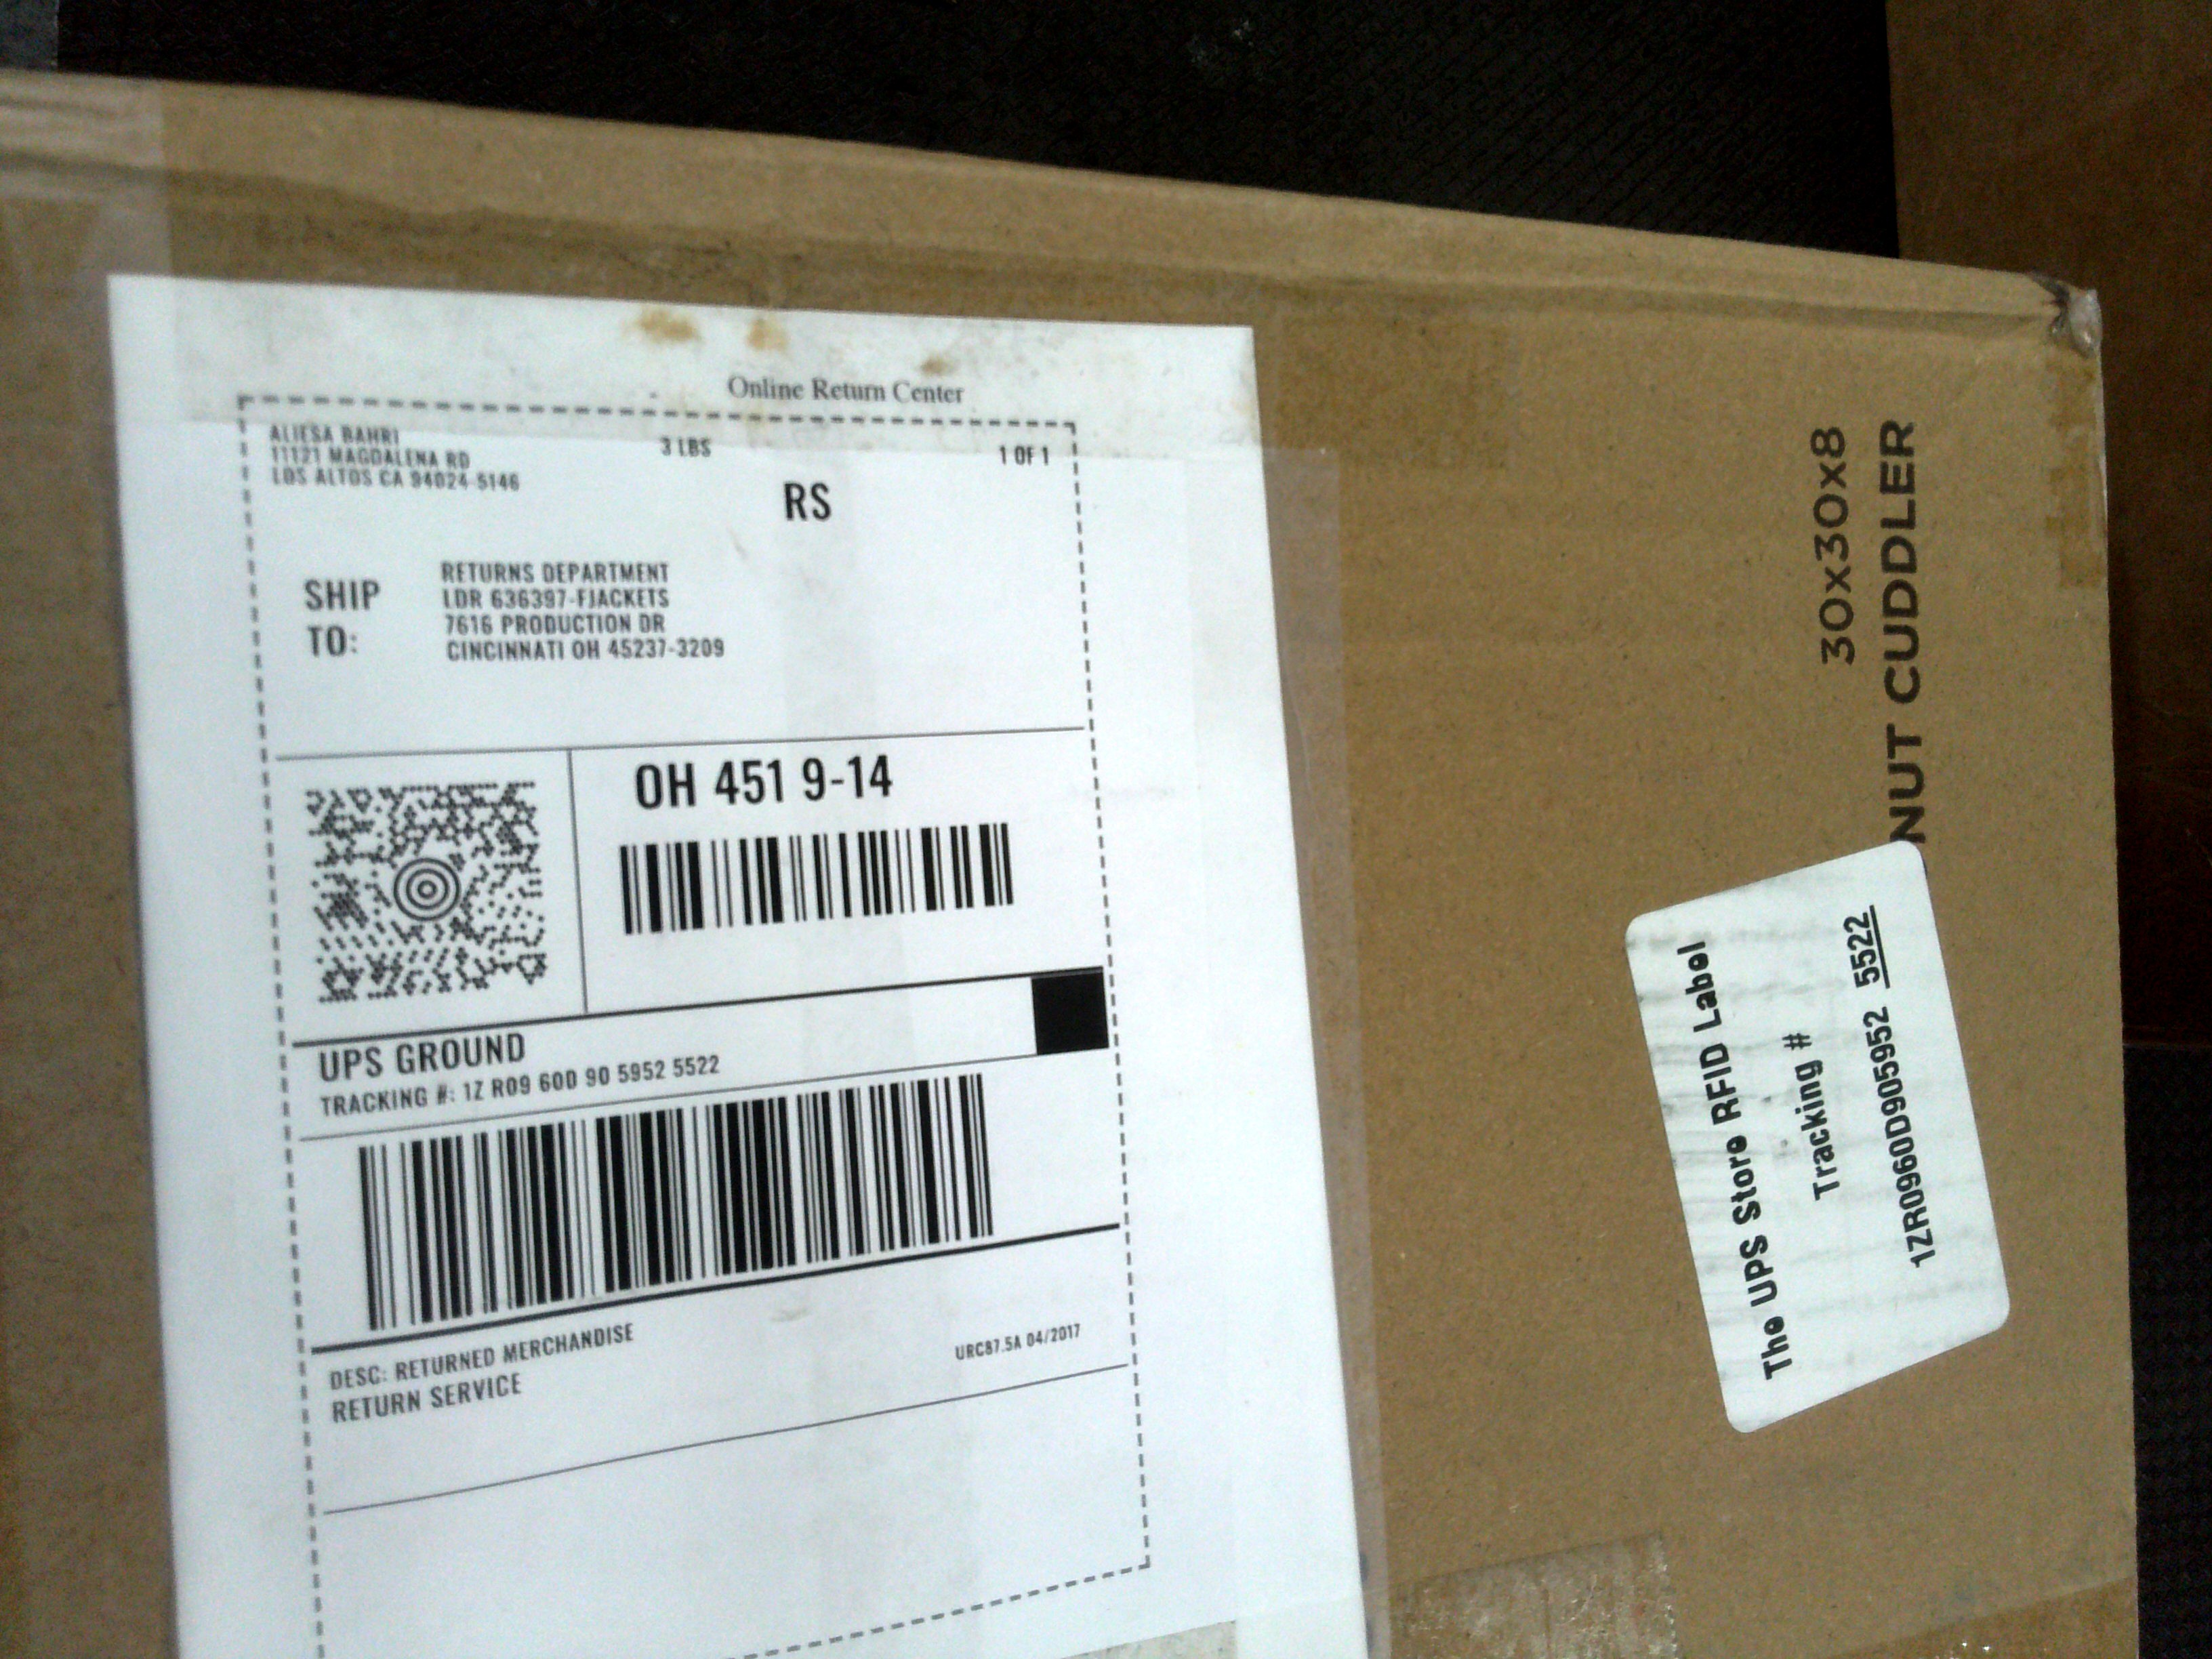 Online Return Center
ALIESA BAHRI
11121 MAGDALENA RD
LOS ALTOS CA 94024-5146
3 LBS
1 OF 1
RS
SHIP TO:
RETURNS DEPARTMENT
LDR 636397-FJACKETS
7616 PRODUCTION DR
CINCINNATI OH 45237-3209
OH 451 9-14
UPS GROUND
TRACKING #: 1Z R09 60D 90 5952 5522
DESC: RETURNED MERCHANDISE
RETURN SERVICE
URC87.5A 04/2017
30x30x8
NUT CUDDLER
The UPS Store RFID Label
Tracking #
1ZR0960D905952 5522